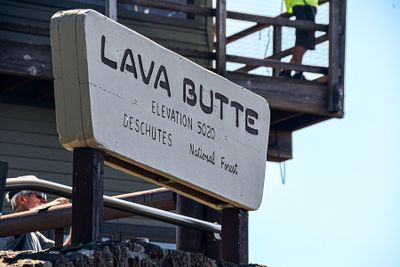 LAVA BUTTE
ELEVATION 5020
DESCHUTES National Forest